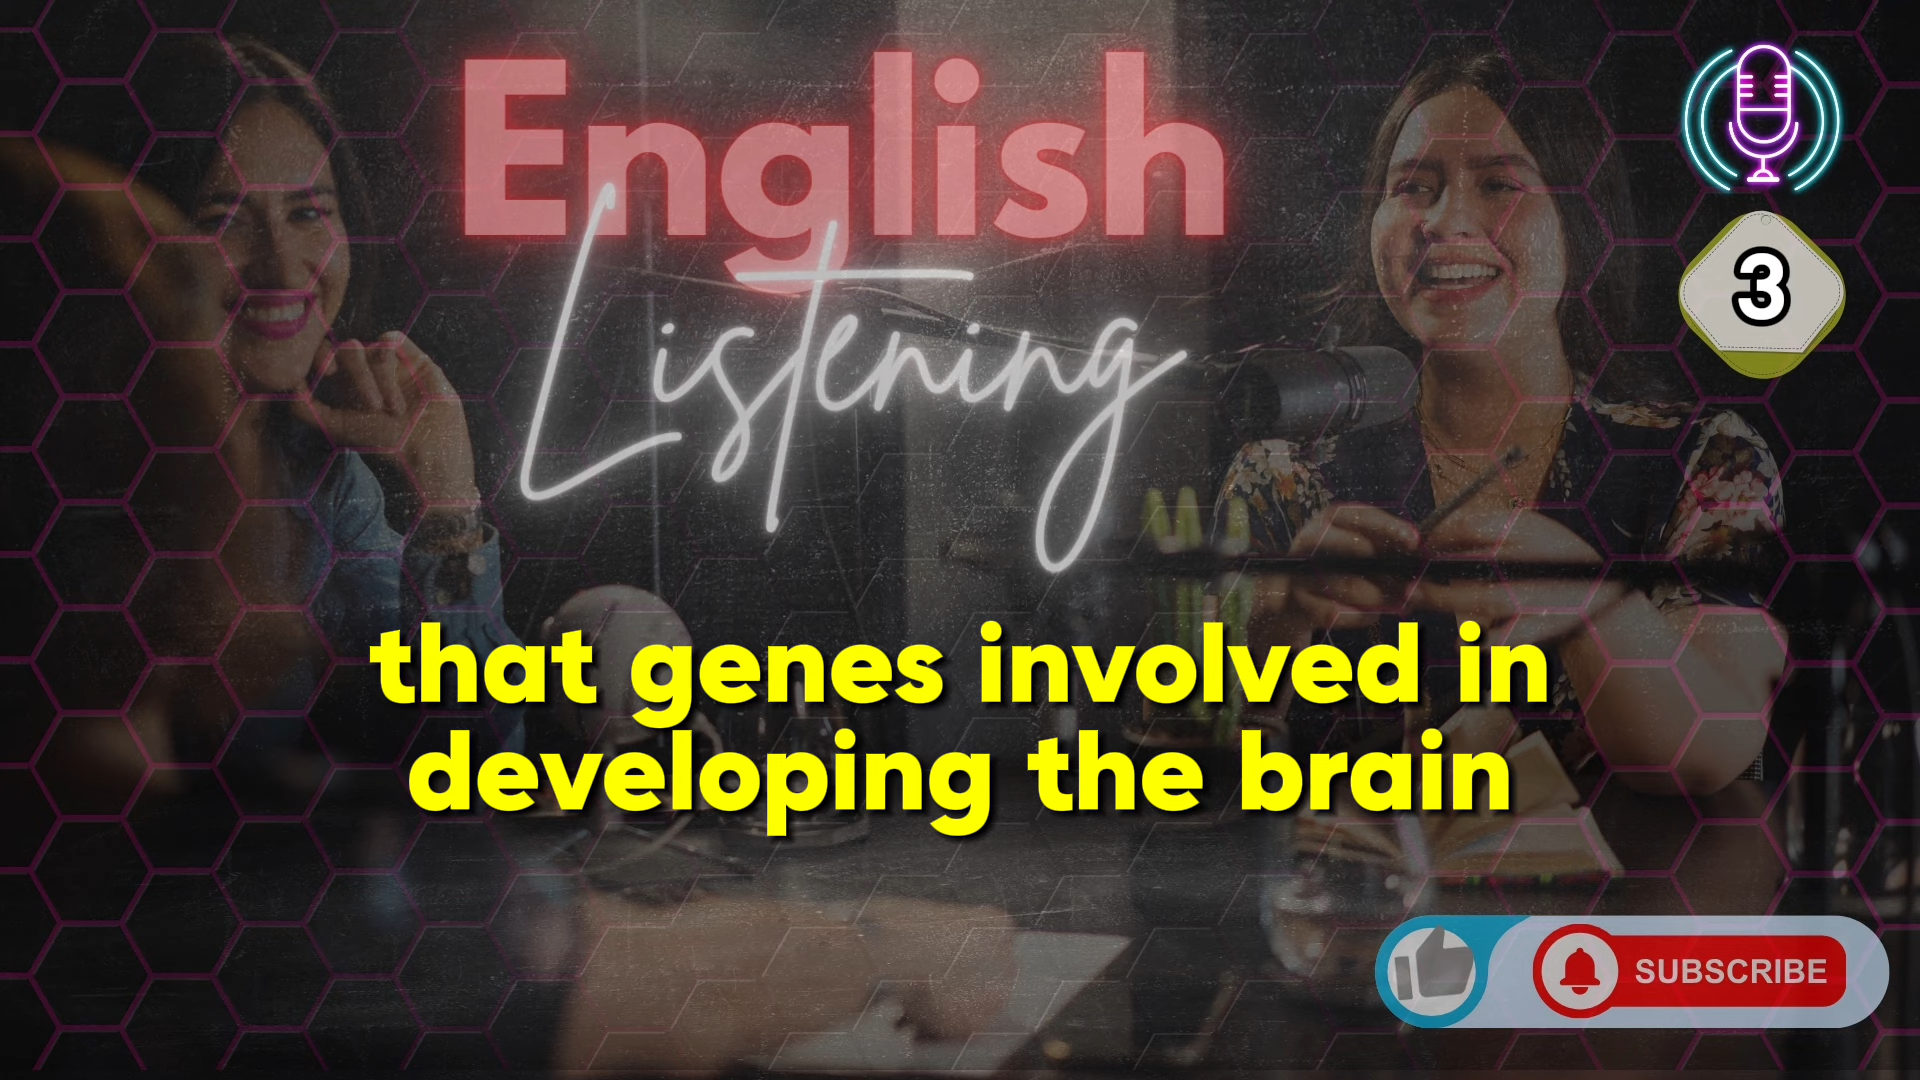 English
Listening
3
that genes involved in
developing the brain
SUBSCRIBE